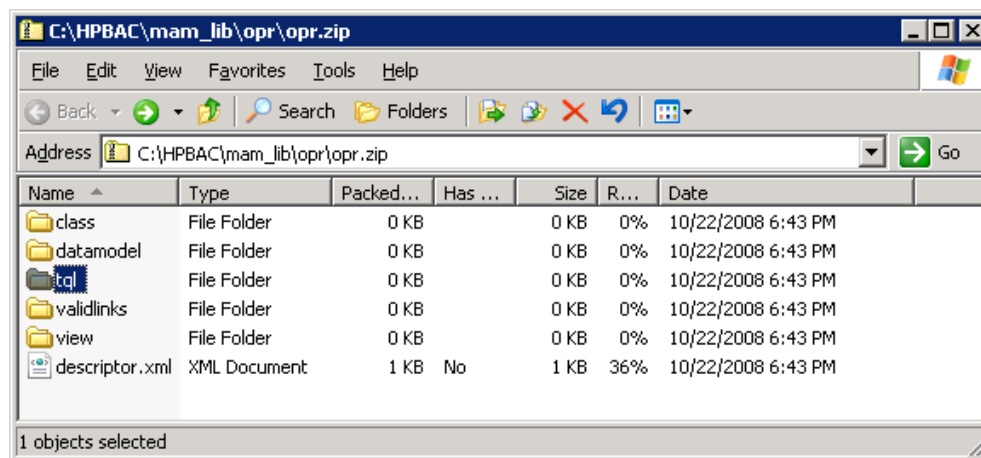 C:\HPBAC\mam_lib\opr\opr.zip
File Edit View Favorites Tools Help
Back Search Folders
Address C:\HPBAC\mam_lib\opr\opr.zip Go
Name Type Packed... Has ... Size R... Date
class File Folder 0 KB 0 KB 0% 10/22/2008 6:43 PM
datamodel File Folder 0 KB 0 KB 0% 10/22/2008 6:43 PM
tql File Folder 0 KB 0 KB 0% 10/22/2008 6:43 PM
validlinks File Folder 0 KB 0 KB 0% 10/22/2008 6:43 PM
view File Folder 0 KB 0 KB 0% 10/22/2008 6:43 PM
descriptor.xml XML Document 1 KB No 1 KB 36% 10/22/2008 6:43 PM
1 objects selected